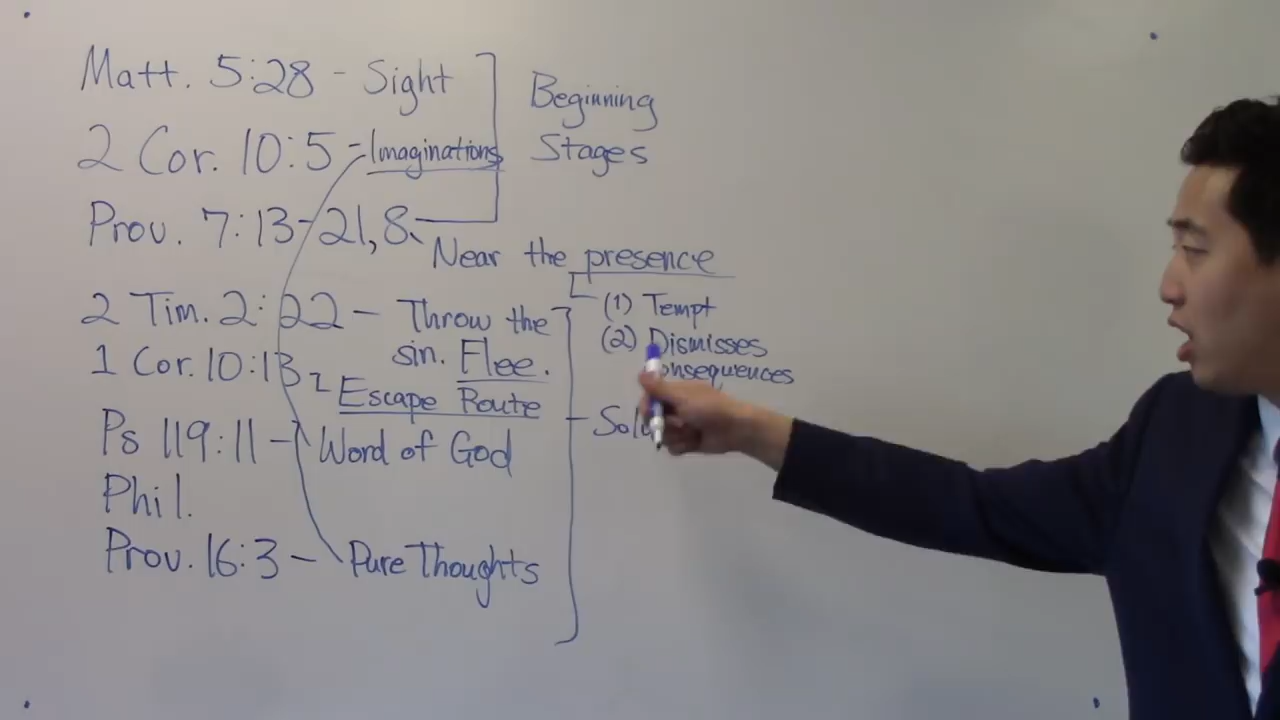 Matt. 5:28 - Sight
Beginning
Stages
2 Cor. 10:5 - Imaginations
Prov. 7:13-21, 8
Near the presence
(1) Tempt
(2) Dismisses
2 Tim. 2:22 - Throw the
sin. Flee.
1 Cor. 10:13 - Escape Route
Ps 119:11 - Word of God
Phil.
Prov. 16:3 - Pure Thoughts